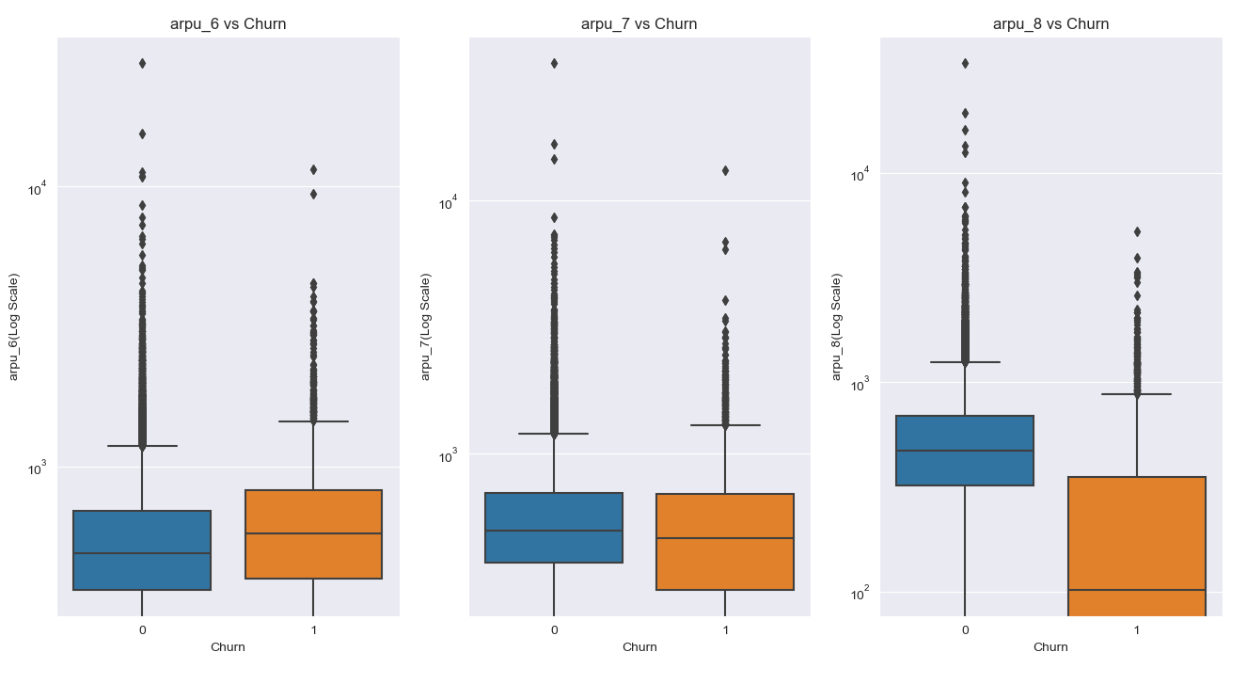 arpu_6 vs Churn
arpu_6(Log Scale)
10^4
10^3
0 1
Churn
arpu_7 vs Churn
arpu_7(Log Scale)
10^4
10^3
0 1
Churn
arpu_8 vs Churn
arpu_8(Log Scale)
10^4
10^3
10^2
0 1
Churn